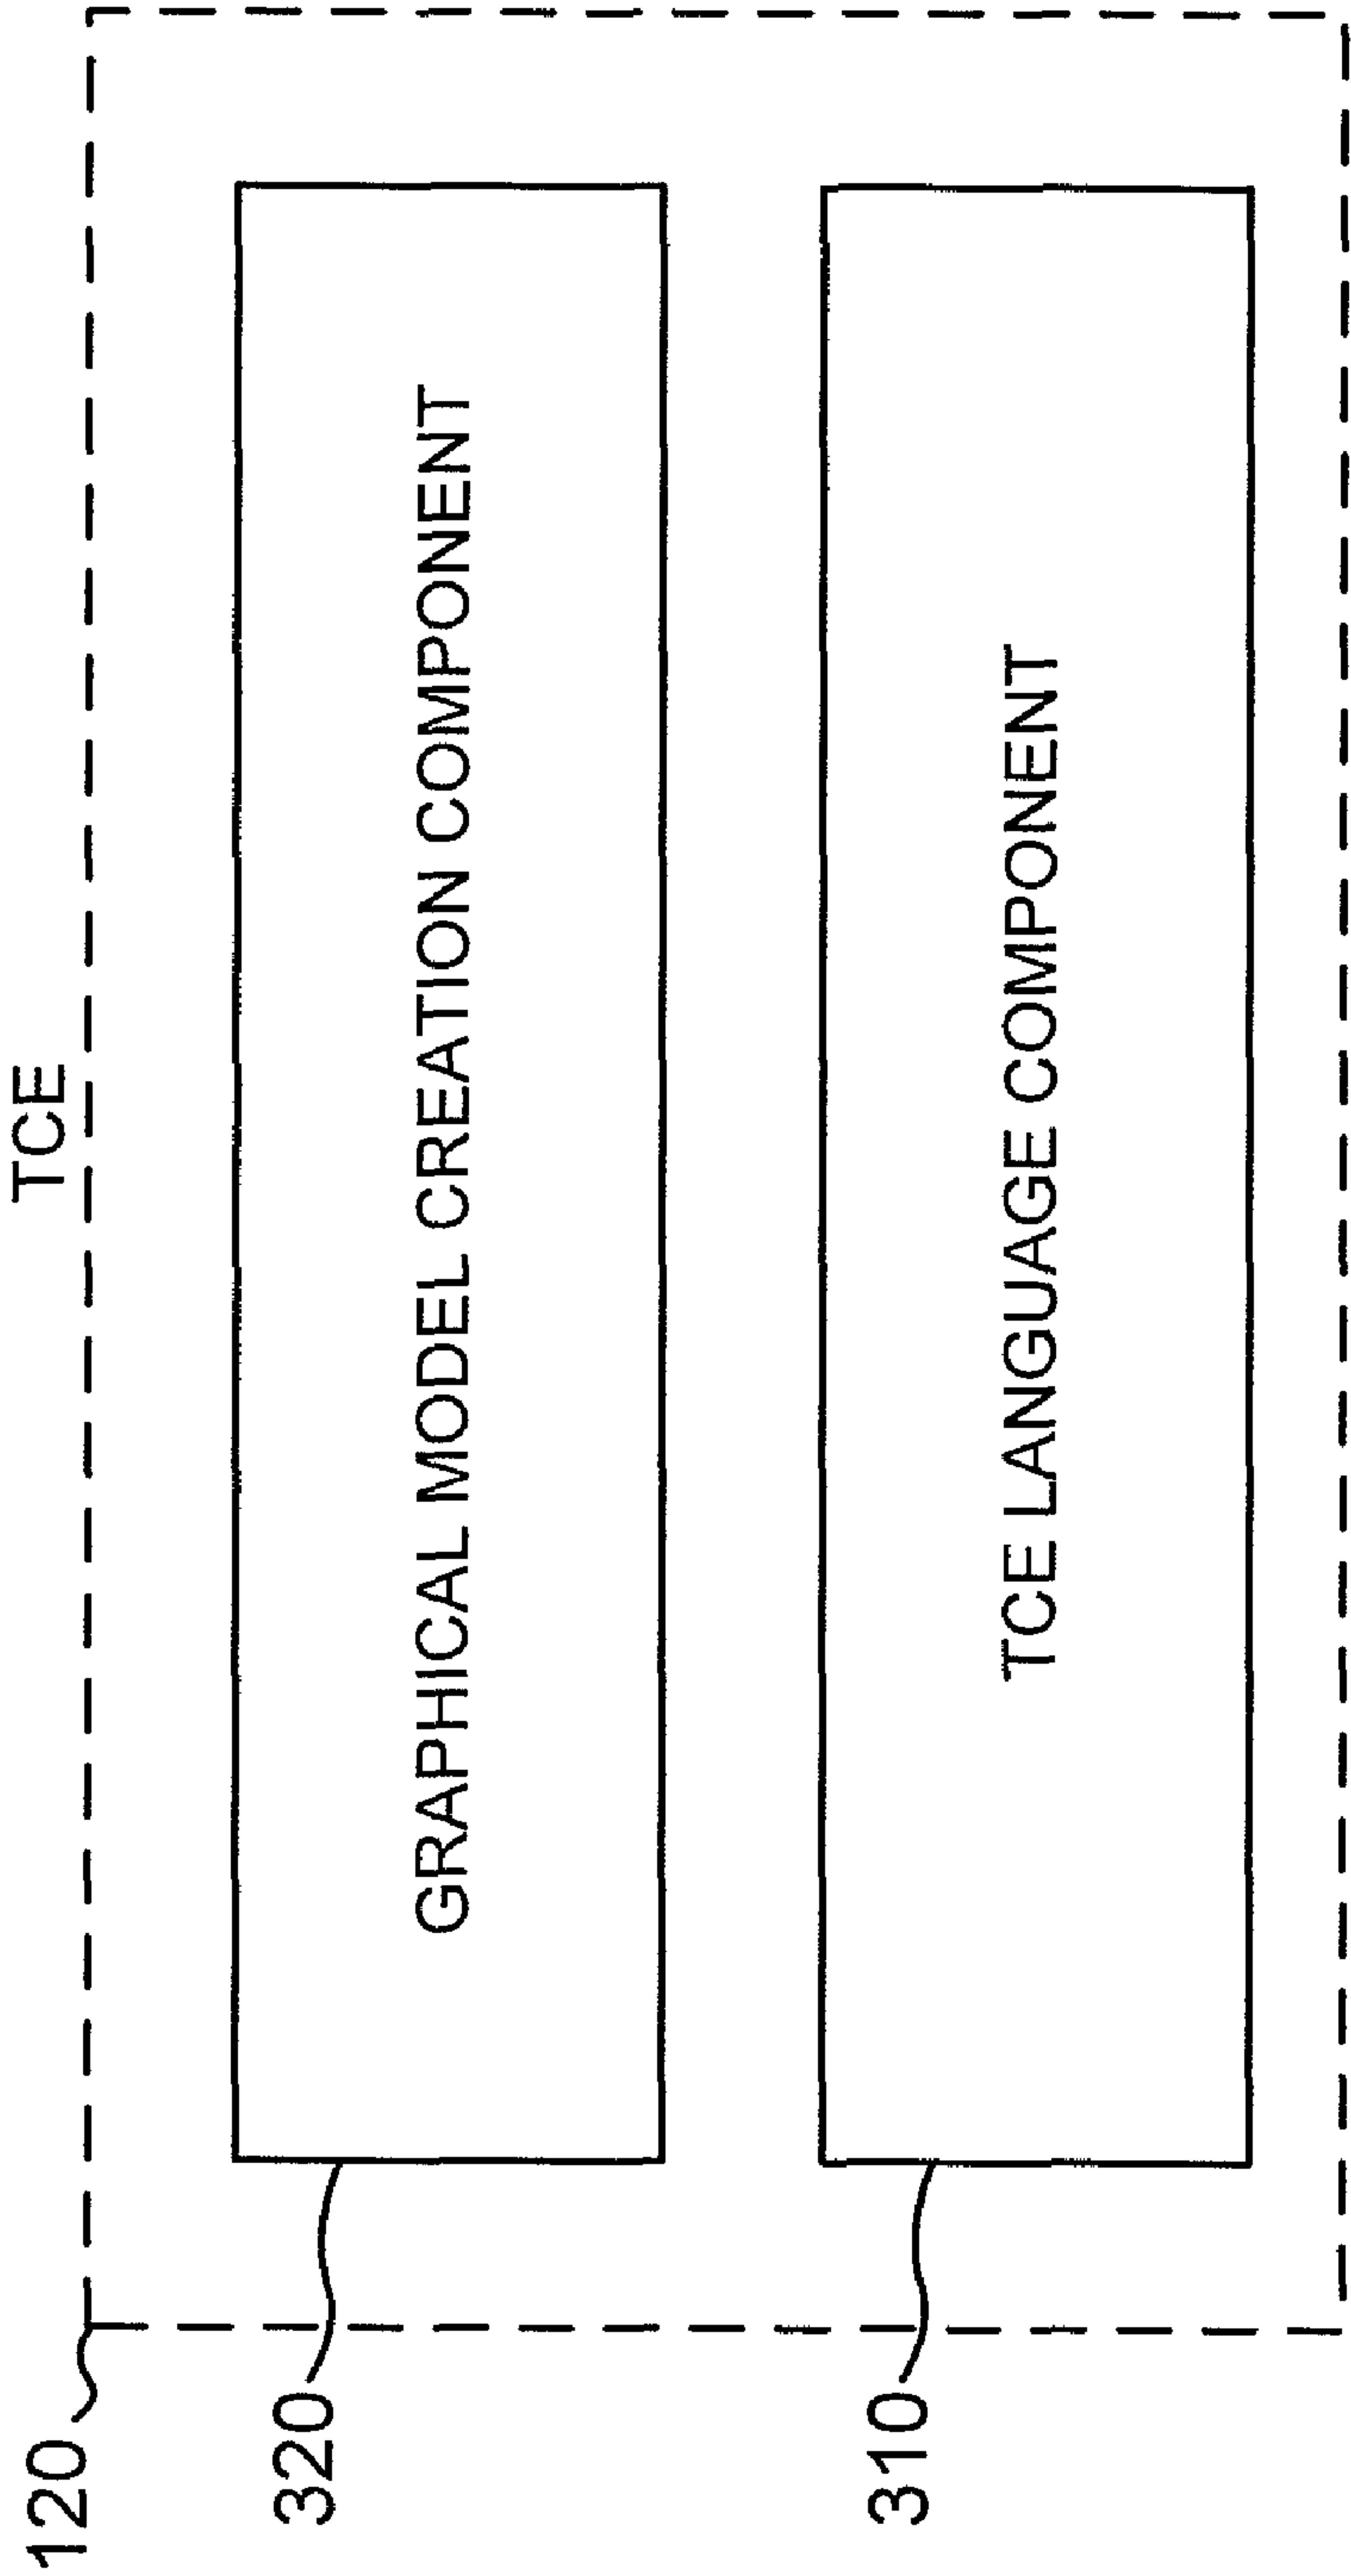 TCE
120
320
GRAPHICAL MODEL CREATION COMPONENT
310
TCE LANGUAGE COMPONENT